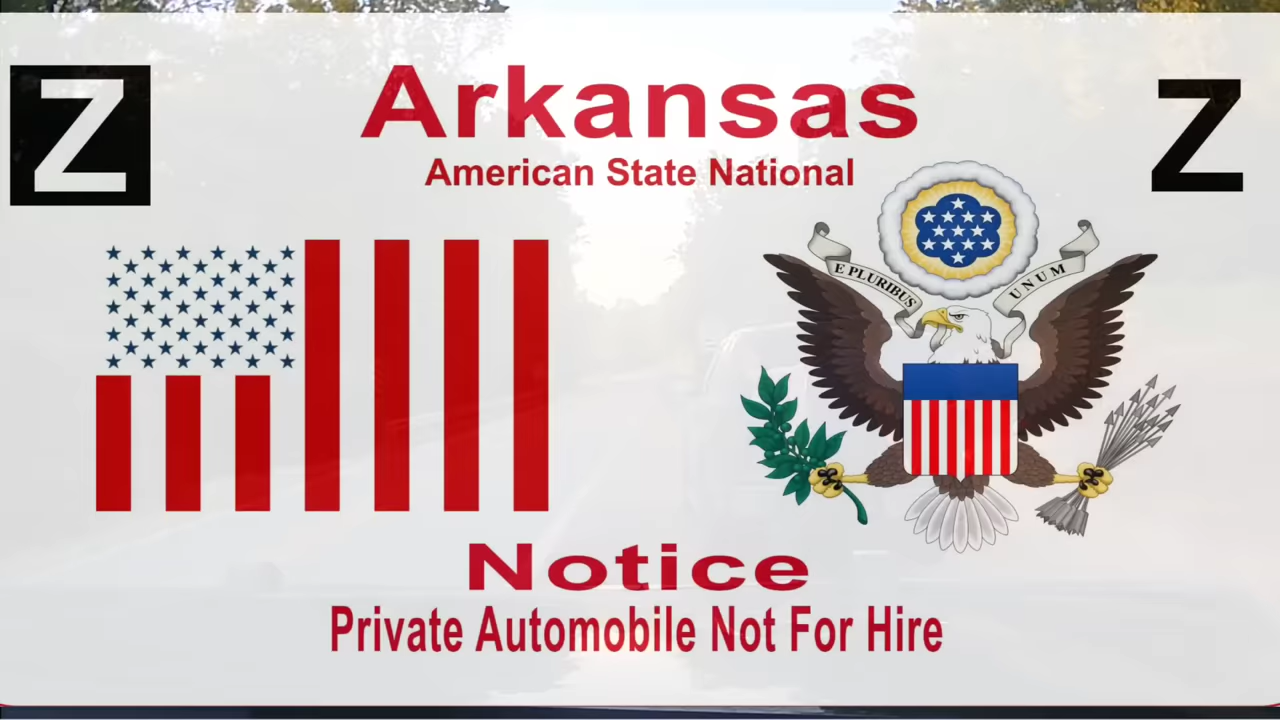 Z
Arkansas
Z
American State National
E PLURIBUS
UNUM
Notice
Private Automobile Not For Hire